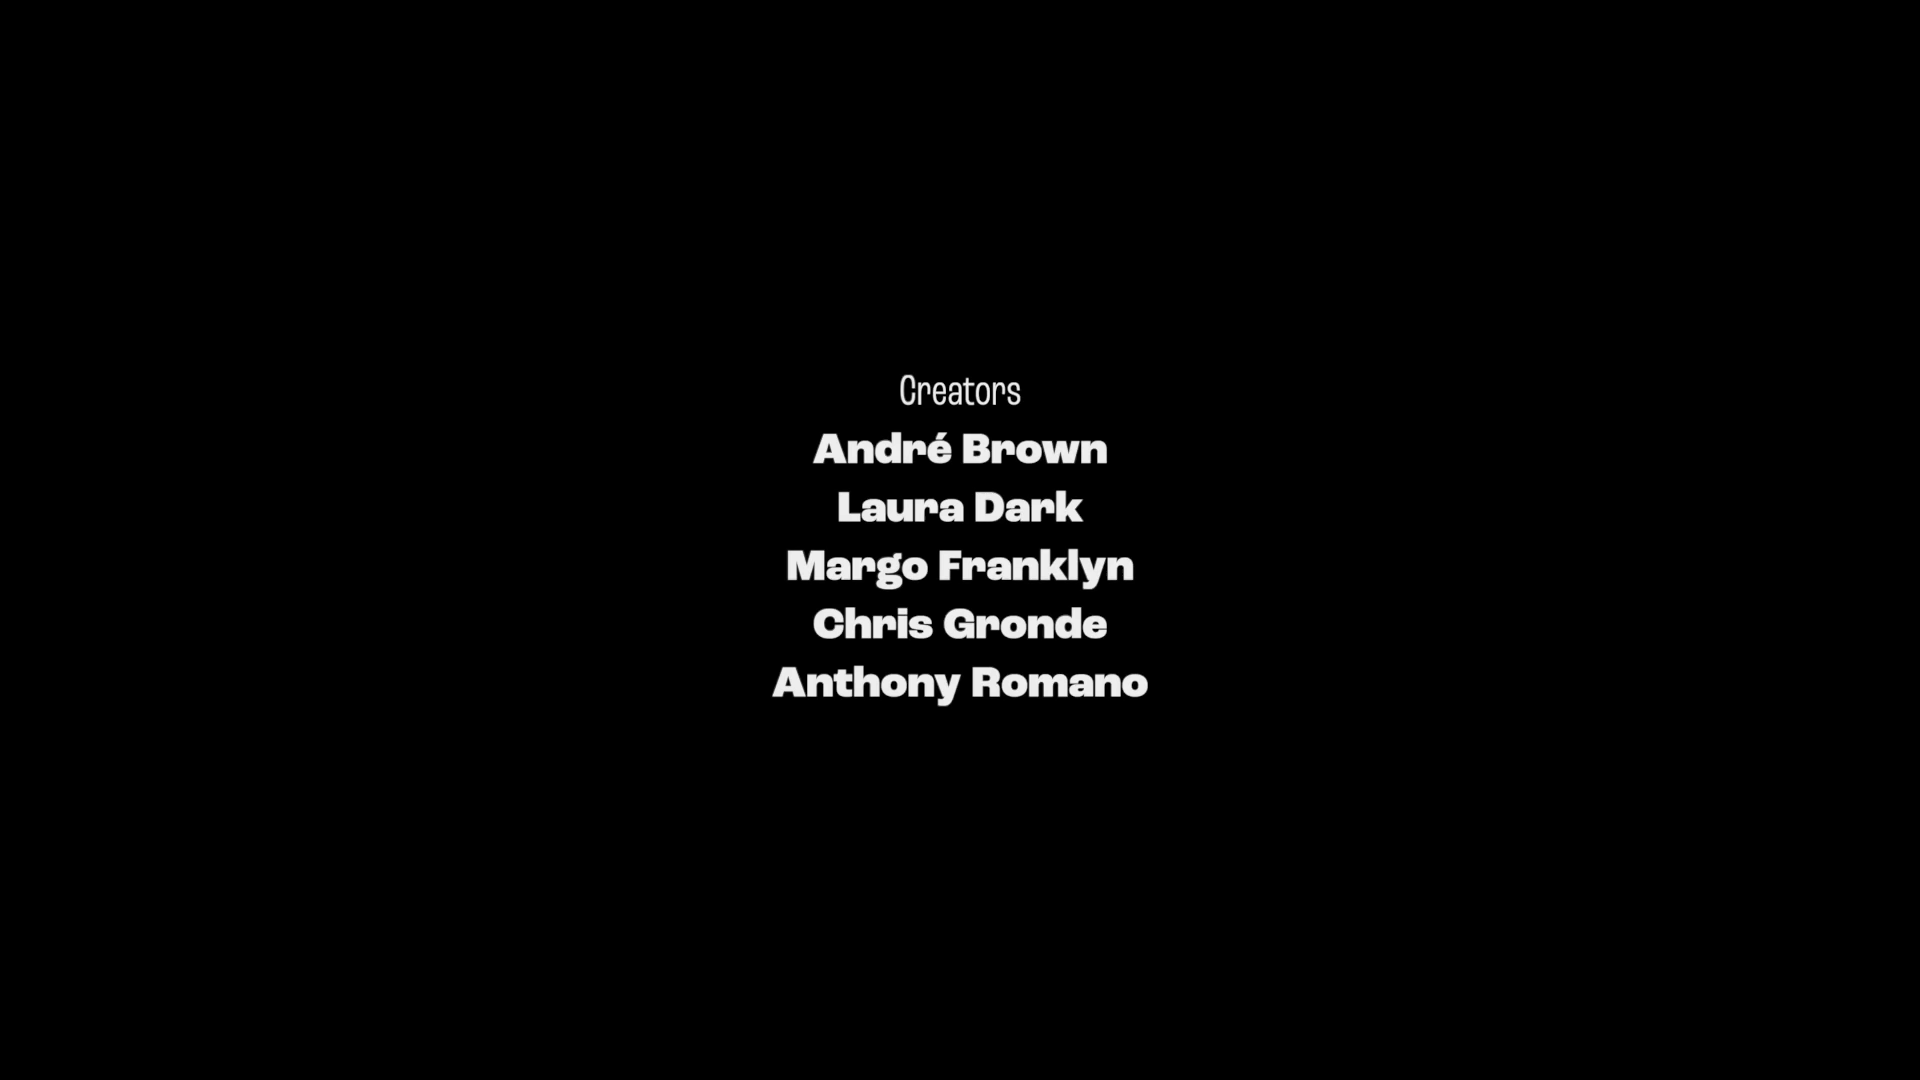 Creators
André Brown
Laura Dark
Margo Franklyn
Chris Gronde
Anthony Romano